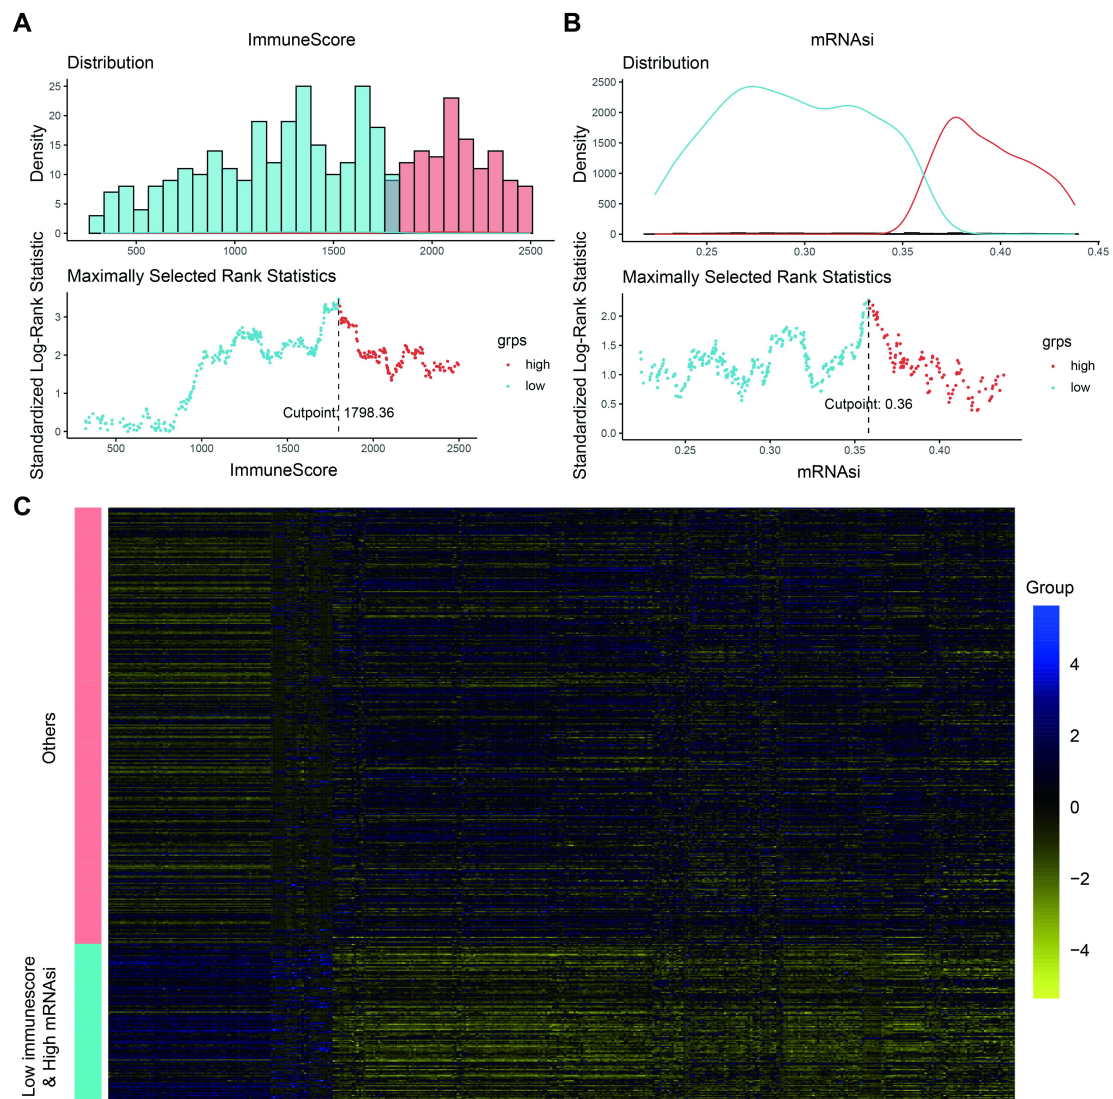 A
ImmuneScore
Distribution
Density
25
20
15
10
5
0
500
1000
1500
2000
2500
Maximally Selected Rank Statistics
Standardized Log-Rank Statistic
3
2
1
0
Cutpoint: 1798.36
500
1000
1500
2000
2500
ImmuneScore
grps
high
low
B
mRNAsi
Distribution
Density
2500
2000
1500
1000
500
0
0.25
0.30
0.35
0.40
0.45
Maximally Selected Rank Statistics
Standardized Log-Rank Statistic
2.0
1.5
1.0
0.5
0.0
Cutpoint: 0.36
0.25
0.30
0.35
0.40
mRNAsi
grps
high
low
C
Others
Low immunescore
& High mRNAsi
Group
4
2
0
−2
−4